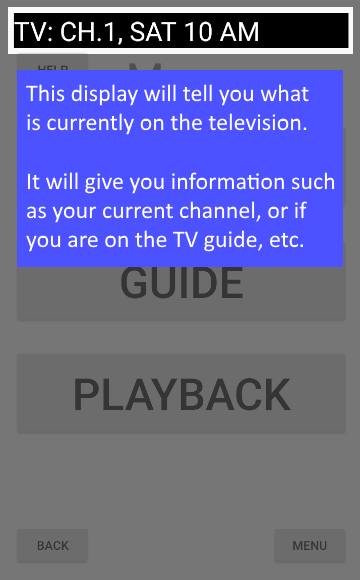 TV: CH.1, SAT 10 AM
HELP
This display will tell you what
is currently on the television.
It will give you information such
as your current channel, or if
you are on the TV guide, etc.
GUIDE
PLAYBACK
BACK
MENU